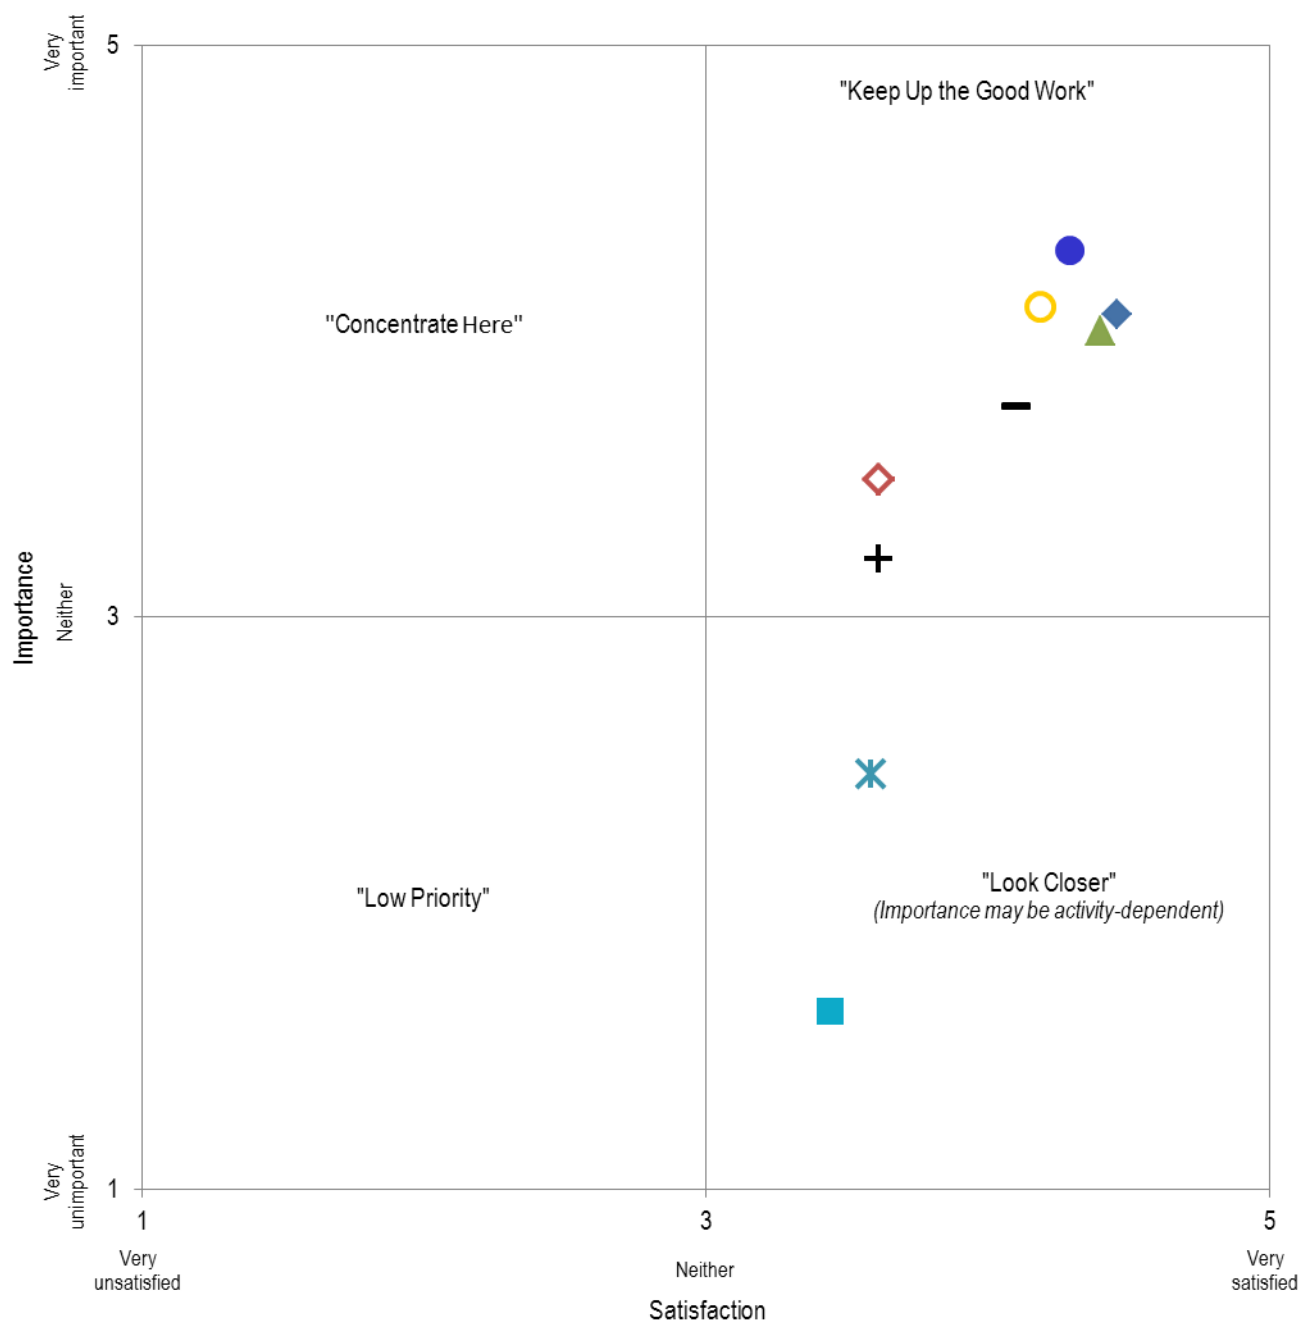 Very
important
5
"Keep Up the Good Work"
"Concentrate Here"
Importance
Neither
3
"Low Priority"
"Look Closer"
(Importance may be activity-dependent)
Very
unimportant
1
1
3
5
Very
unsatisfied
Neither
Very
satisfied
Satisfaction